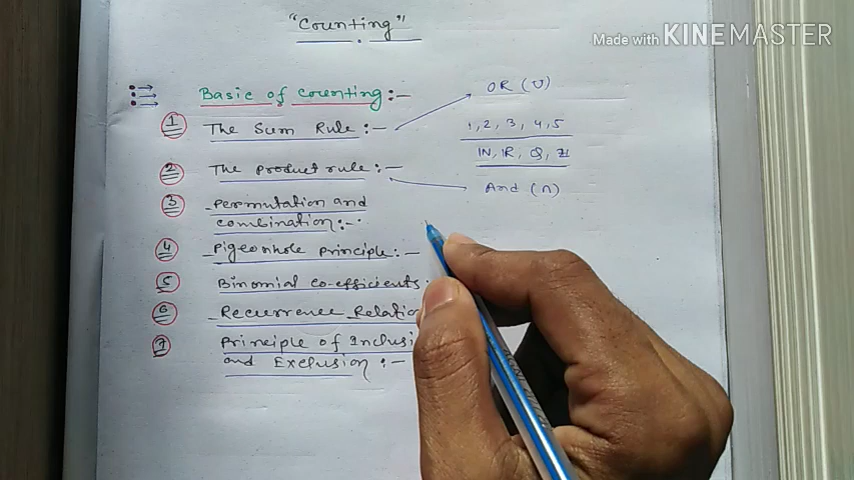 "Counting"
Made with KINEMASTER
Basic of counting:-
OR (U)
1 The Sum Rule:-
1, 2, 3, 4, 5
IN, IR, Q, Z
2 The product rule:-
And (∩)
3 Permutation and
combination:-
4 Pigeonhole principle:-
5 Binomial co-efficients
6 Recurrence Relatio
7 Principle of Inclusi
and Exclusion:-